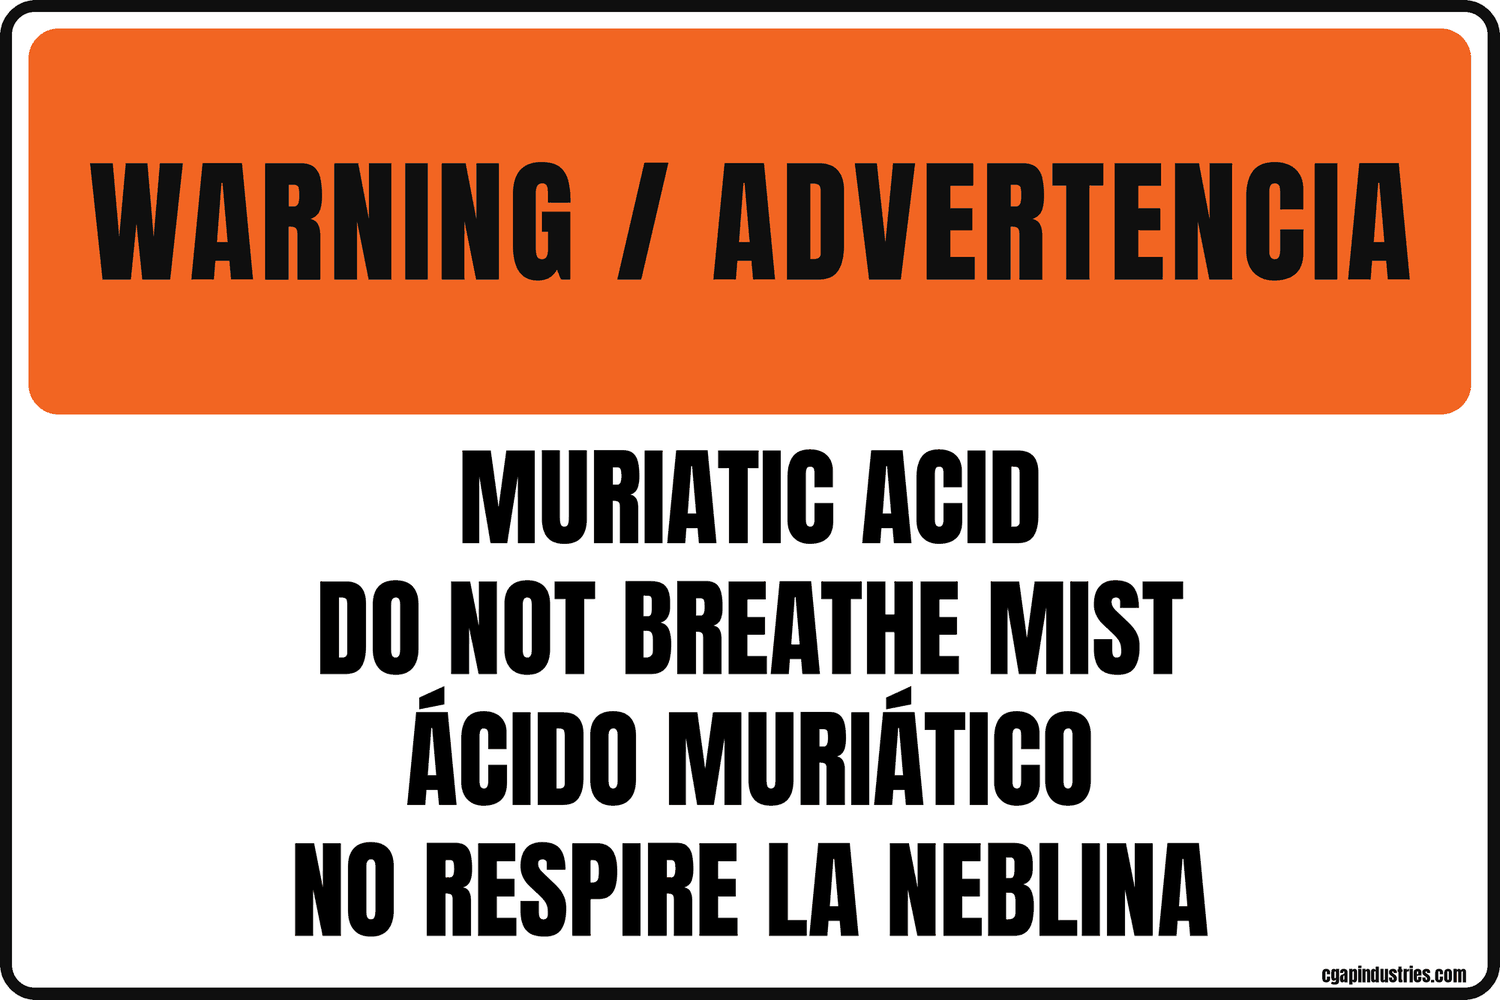 WARNING / ADVERTENCIA
MURIATIC ACID
DO NOT BREATHE MIST
ÁCIDO MURIÁTICO
NO RESPIRE LA NEBLINA
cgapindustries.com